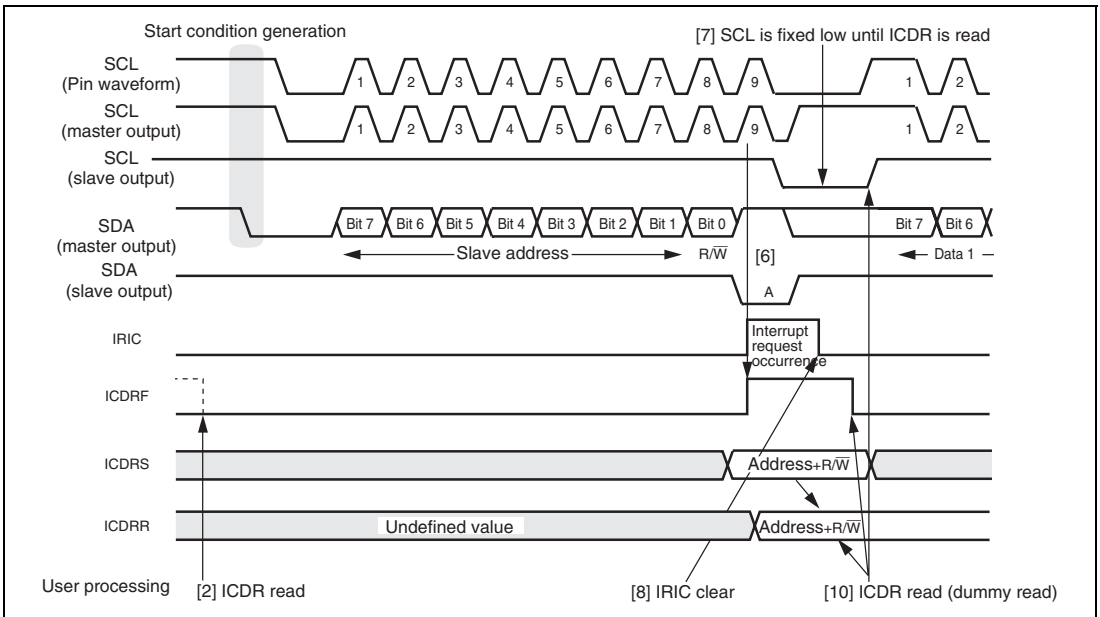 Start condition generation
[7] SCL is fixed low until ICDR is read
SCL
(Pin waveform)
1 2 3 4 5 6 7 8 9 1 2
SCL
(master output)
1 2 3 4 5 6 7 8 9 1 2
SCL
(slave output)
SDA
(master output)
Bit 7 Bit 6 Bit 5 Bit 4 Bit 3 Bit 2 Bit 1 Bit 0 Bit 7 Bit 6
Slave address R/W̅ [6] Data 1
SDA
(slave output)
A
IRIC
Interrupt
request
occurrence
ICDRF
ICDRS
Address+R/W̅
ICDRR
Undefined value
Address+R/W̅
User processing
[2] ICDR read
[8] IRIC clear
[10] ICDR read (dummy read)